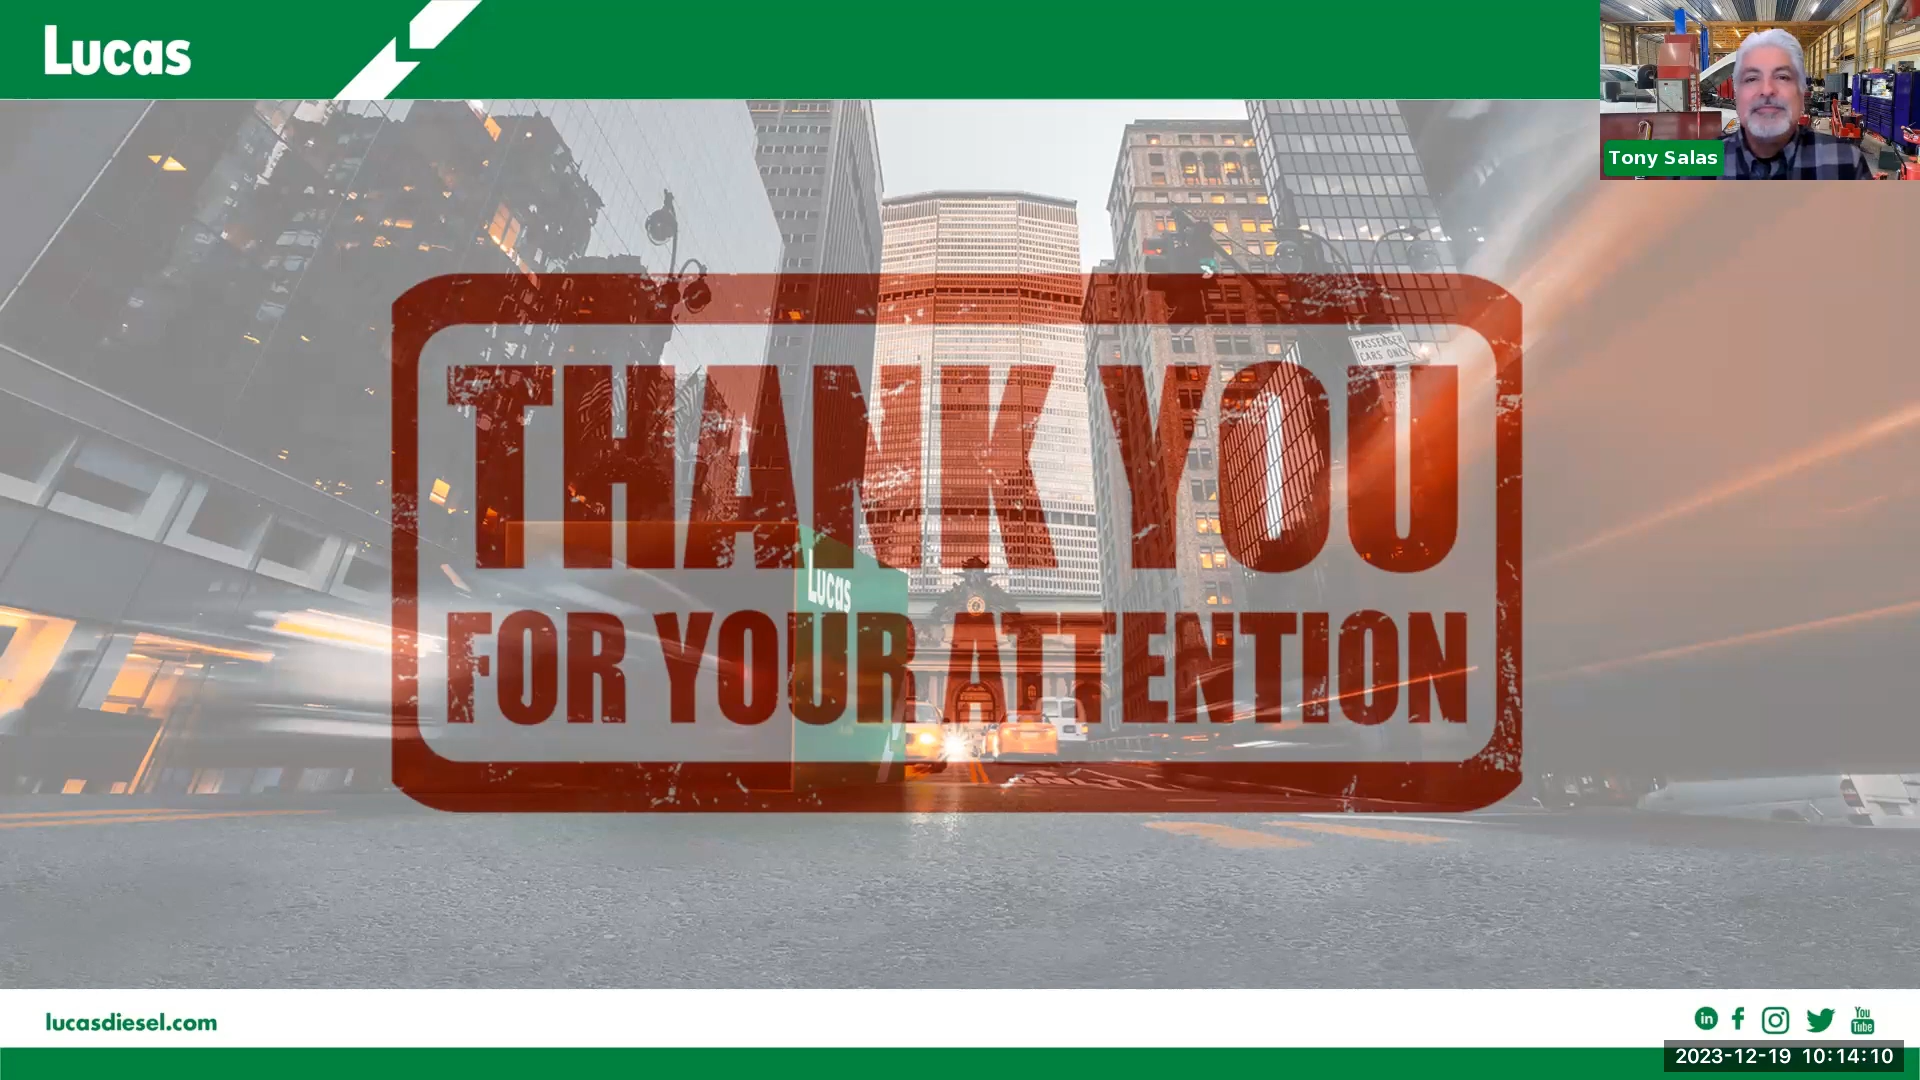 Lucas
Tony Salas
PASSENGER
CARS ONLY
THANK YOU
Lucas
FOR YOUR ATTENTION
lucasdiesel.com
in
f
You
Tube
2023-12-19 10:14:10